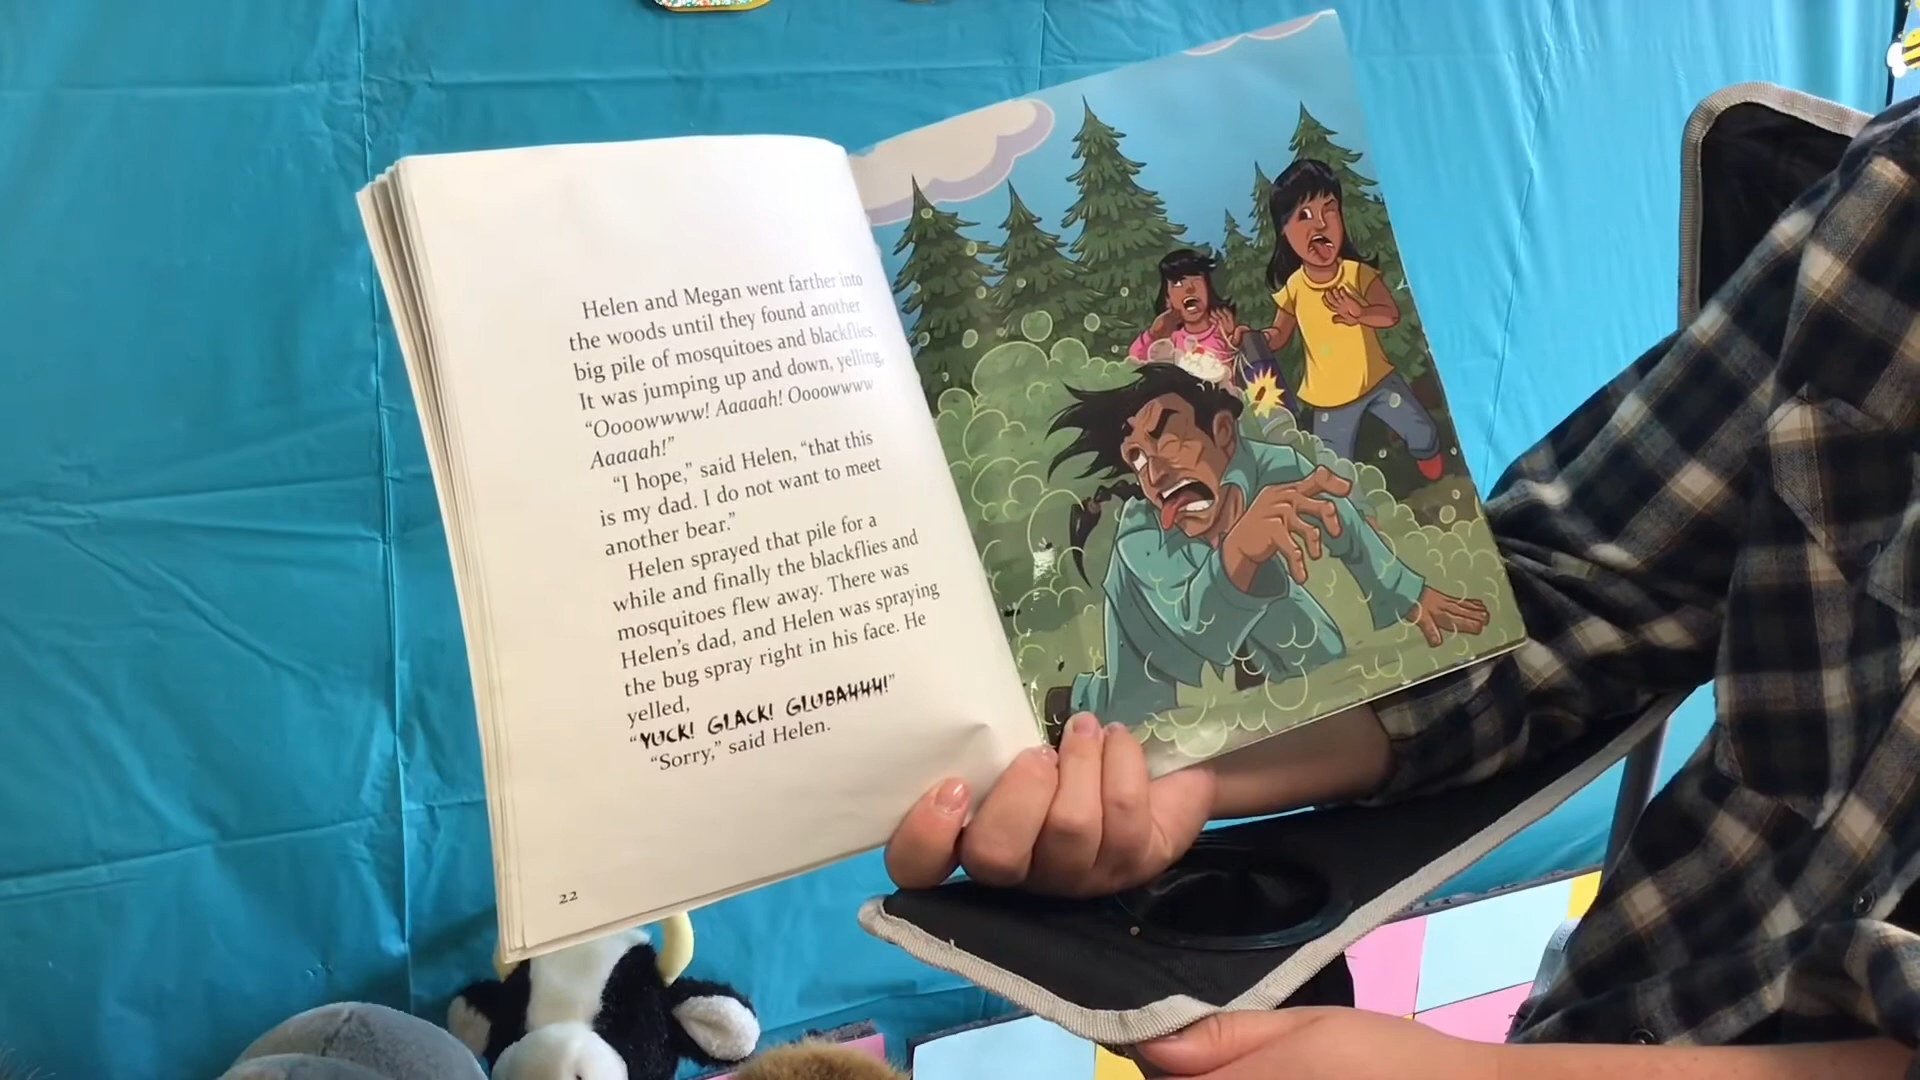 Helen and Megan went farther into
the woods until they found another
big pile of mosquitoes and blackflies.
It was jumping up and down, yelling,
“Ooowwww! Aaaaah! Ooowwww
Aaaaah!”
“I hope,” said Helen, “that this
is my dad. I do not want to meet
another bear.”
Helen sprayed that pile for a
while and finally the blackflies and
mosquitoes flew away. There was
Helen’s dad, and Helen was spraying
the bug spray right in his face. He
yelled,
“YUCK! GLACK! GLUBAHHH!”
“Sorry,” said Helen.
22